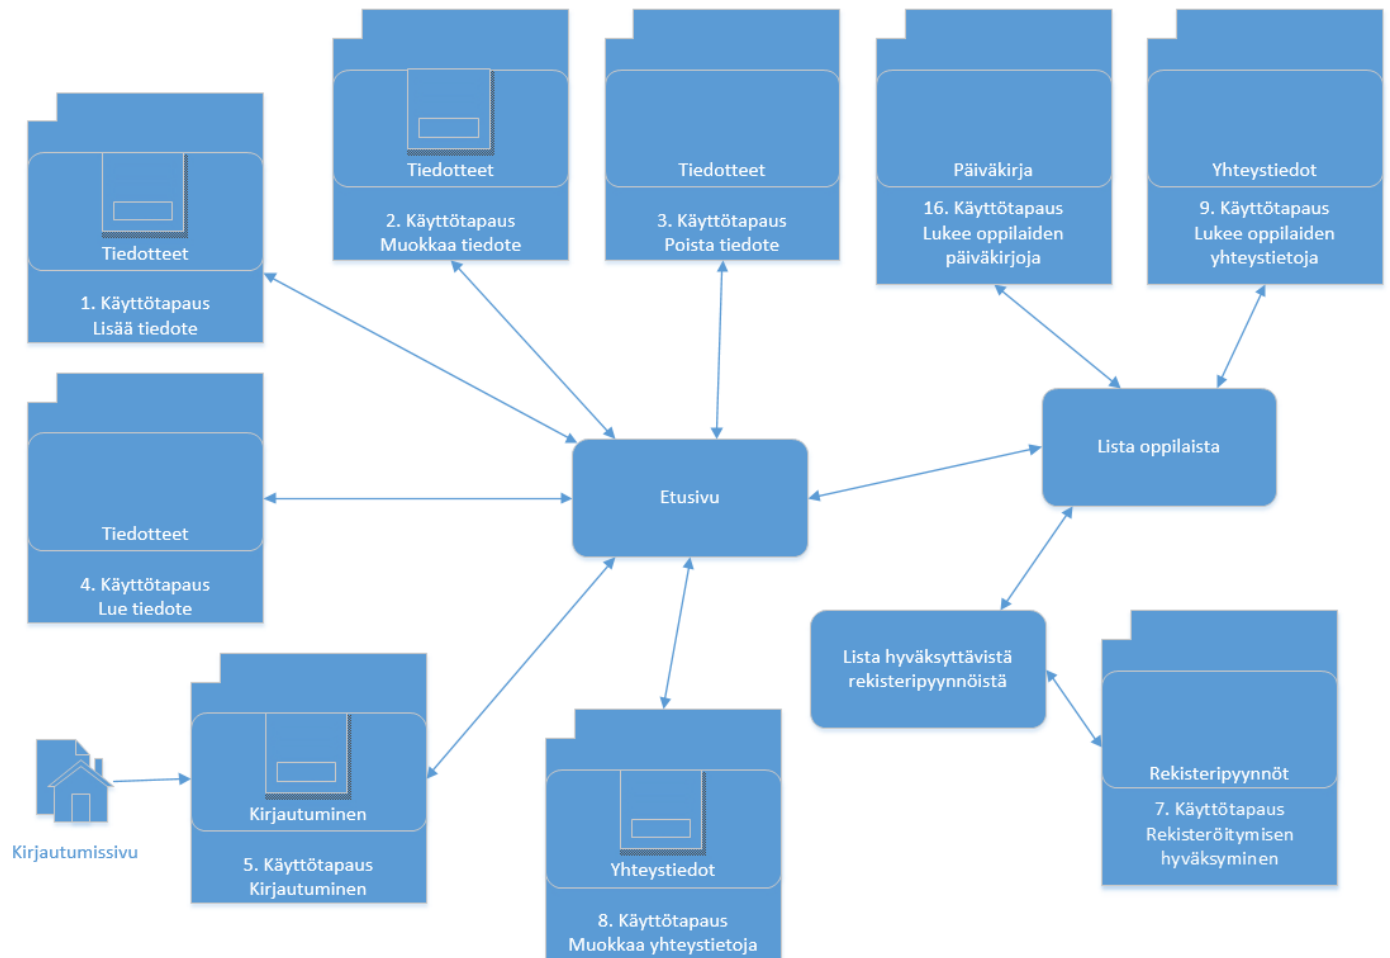 Tiedotteet
1. Käyttötapaus
Lisää tiedote
Tiedotteet
2. Käyttötapaus
Muokkaa tiedote
Tiedotteet
3. Käyttötapaus
Poista tiedote
Päiväkirja
16. Käyttötapaus
Lukee oppilaiden
päiväkirjoja
Yhteystiedot
9. Käyttötapaus
Lukee oppilaiden
yhteystietoja
Tiedotteet
4. Käyttötapaus
Lue tiedote
Etusivu
Lista oppilaista
Lista hyväksyttävistä
rekisteripyynnöistä
Rekisteripyynnöt
7. Käyttötapaus
Rekisteröitymisen
hyväksyminen
Kirjautumissivu
Kirjautuminen
5. Käyttötapaus
Kirjautuminen
Yhteystiedot
8. Käyttötapaus
Muokkaa yhteystietoja